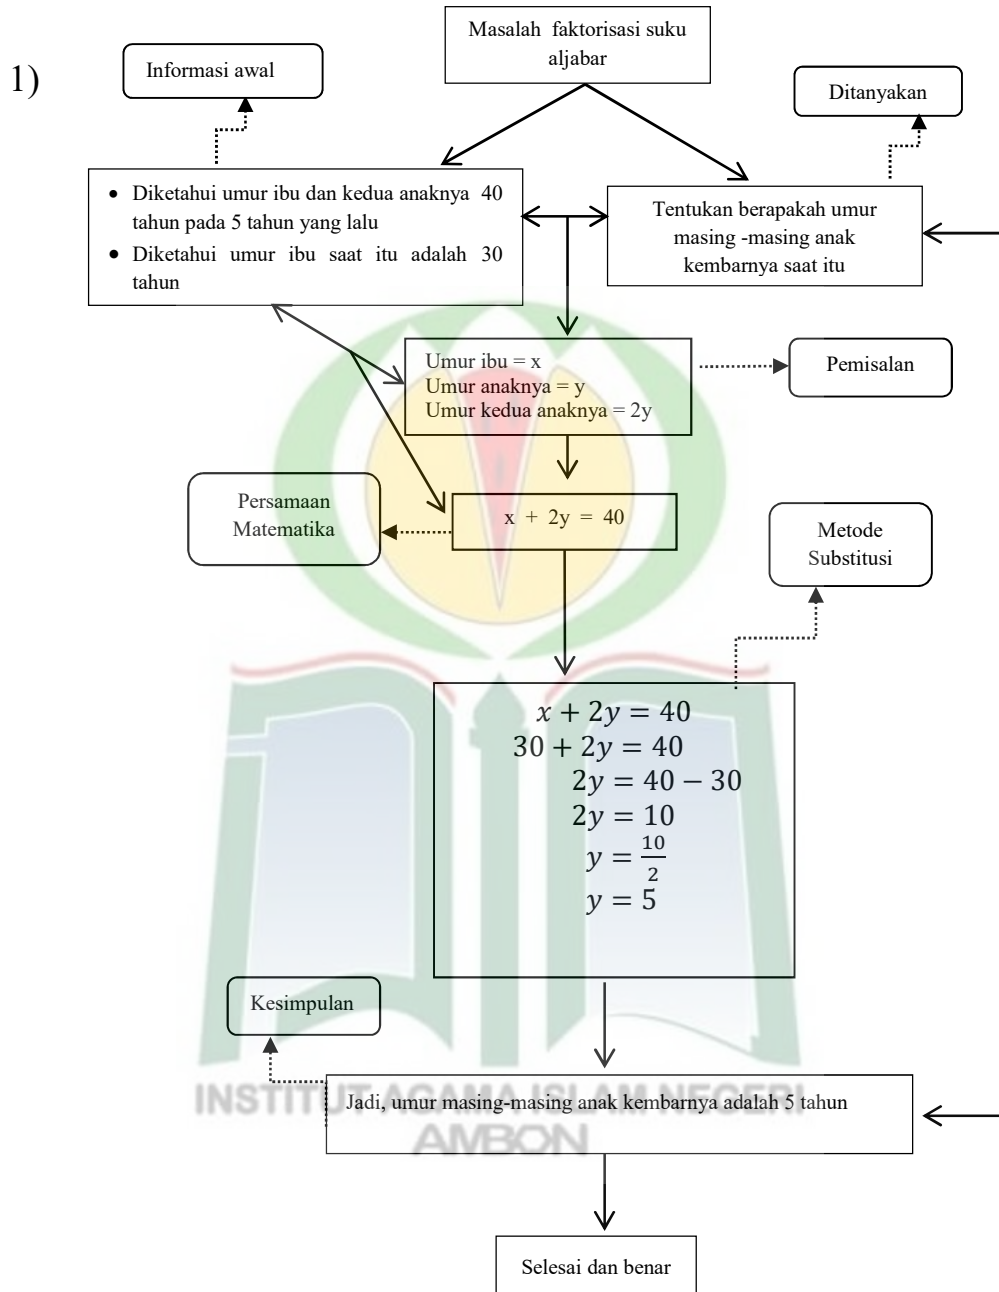 1)
Masalah faktorisasi suku
aljabar
Informasi awal
Ditanyakan
• Diketahui umur ibu dan kedua anaknya 40
tahun pada 5 tahun yang lalu
• Diketahui umur ibu saat itu adalah 30
tahun
Tentukan berapakah umur
masing -masing anak
kembarnya saat itu
Umur ibu = x
Umur anaknya = y
Umur kedua anaknya = 2y
Pemisalan
Persamaan
Matematika
x + 2y = 40
Metode
Substitusi
x + 2y = 40
30 + 2y = 40
2y = 40 − 30
2y = 10
y = 10/2
y = 5
Kesimpulan
Jadi, umur masing-masing anak kembarnya adalah 5 tahun
INSTITUT AGAMA ISLAM NEGERI
AMBON
Selesai dan benar